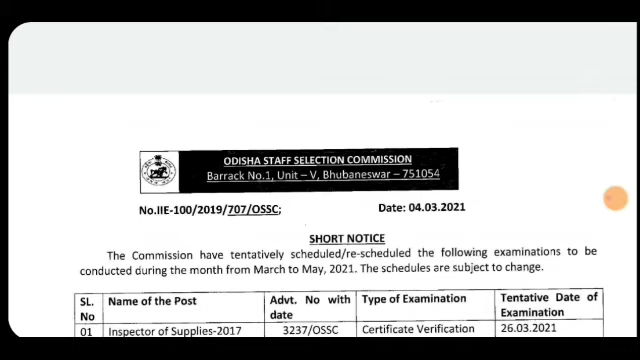 ODISHA STAFF SELECTION COMMISSION
Barrack No.1, Unit – V, Bhubaneswar – 751054
No.IIE-100/2019/707/OSSC; Date: 04.03.2021
SHORT NOTICE
The Commission have tentatively scheduled/re-scheduled the following examinations to be
conducted during the month from March to May, 2021. The schedules are subject to change.
SL. No Name of the Post Advt. No with date Type of Examination Tentative Date of Examination
01 Inspector of Supplies-2017 3237/OSSC Certificate Verification 26.03.2021